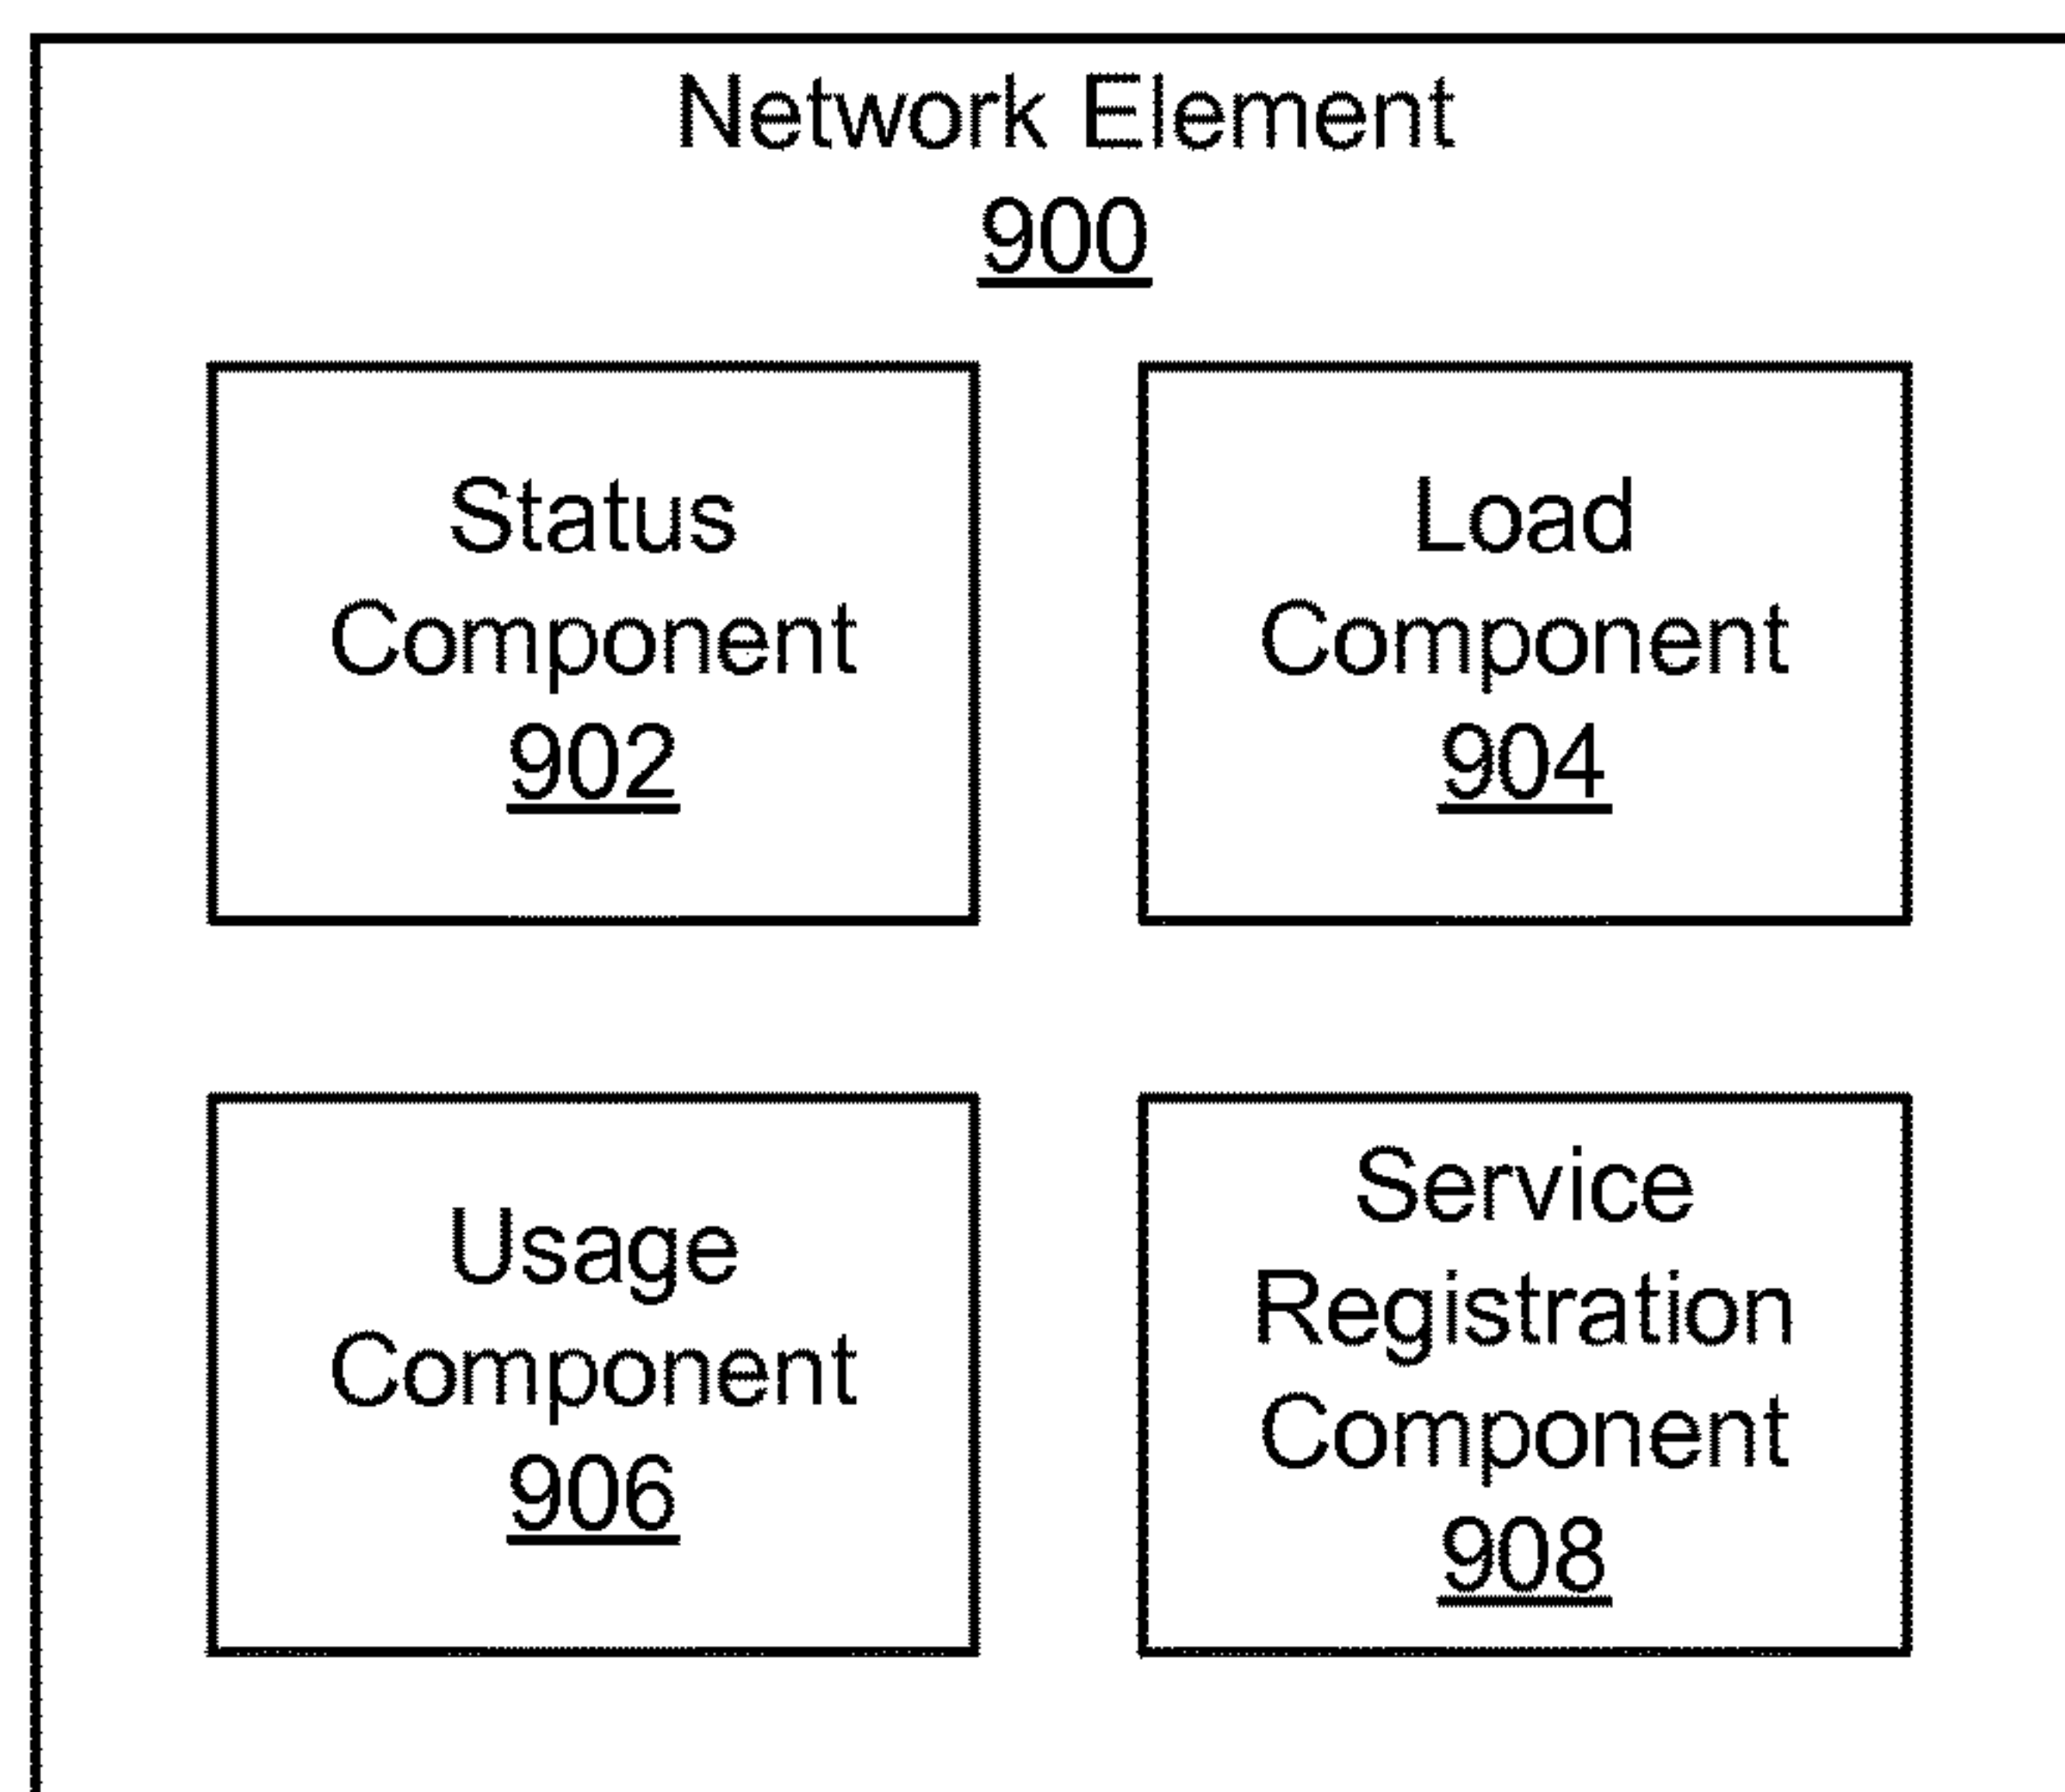 Network Element
900
Status
Component
902
Load
Component
904
Usage
Component
906
Service
Registration
Component
908